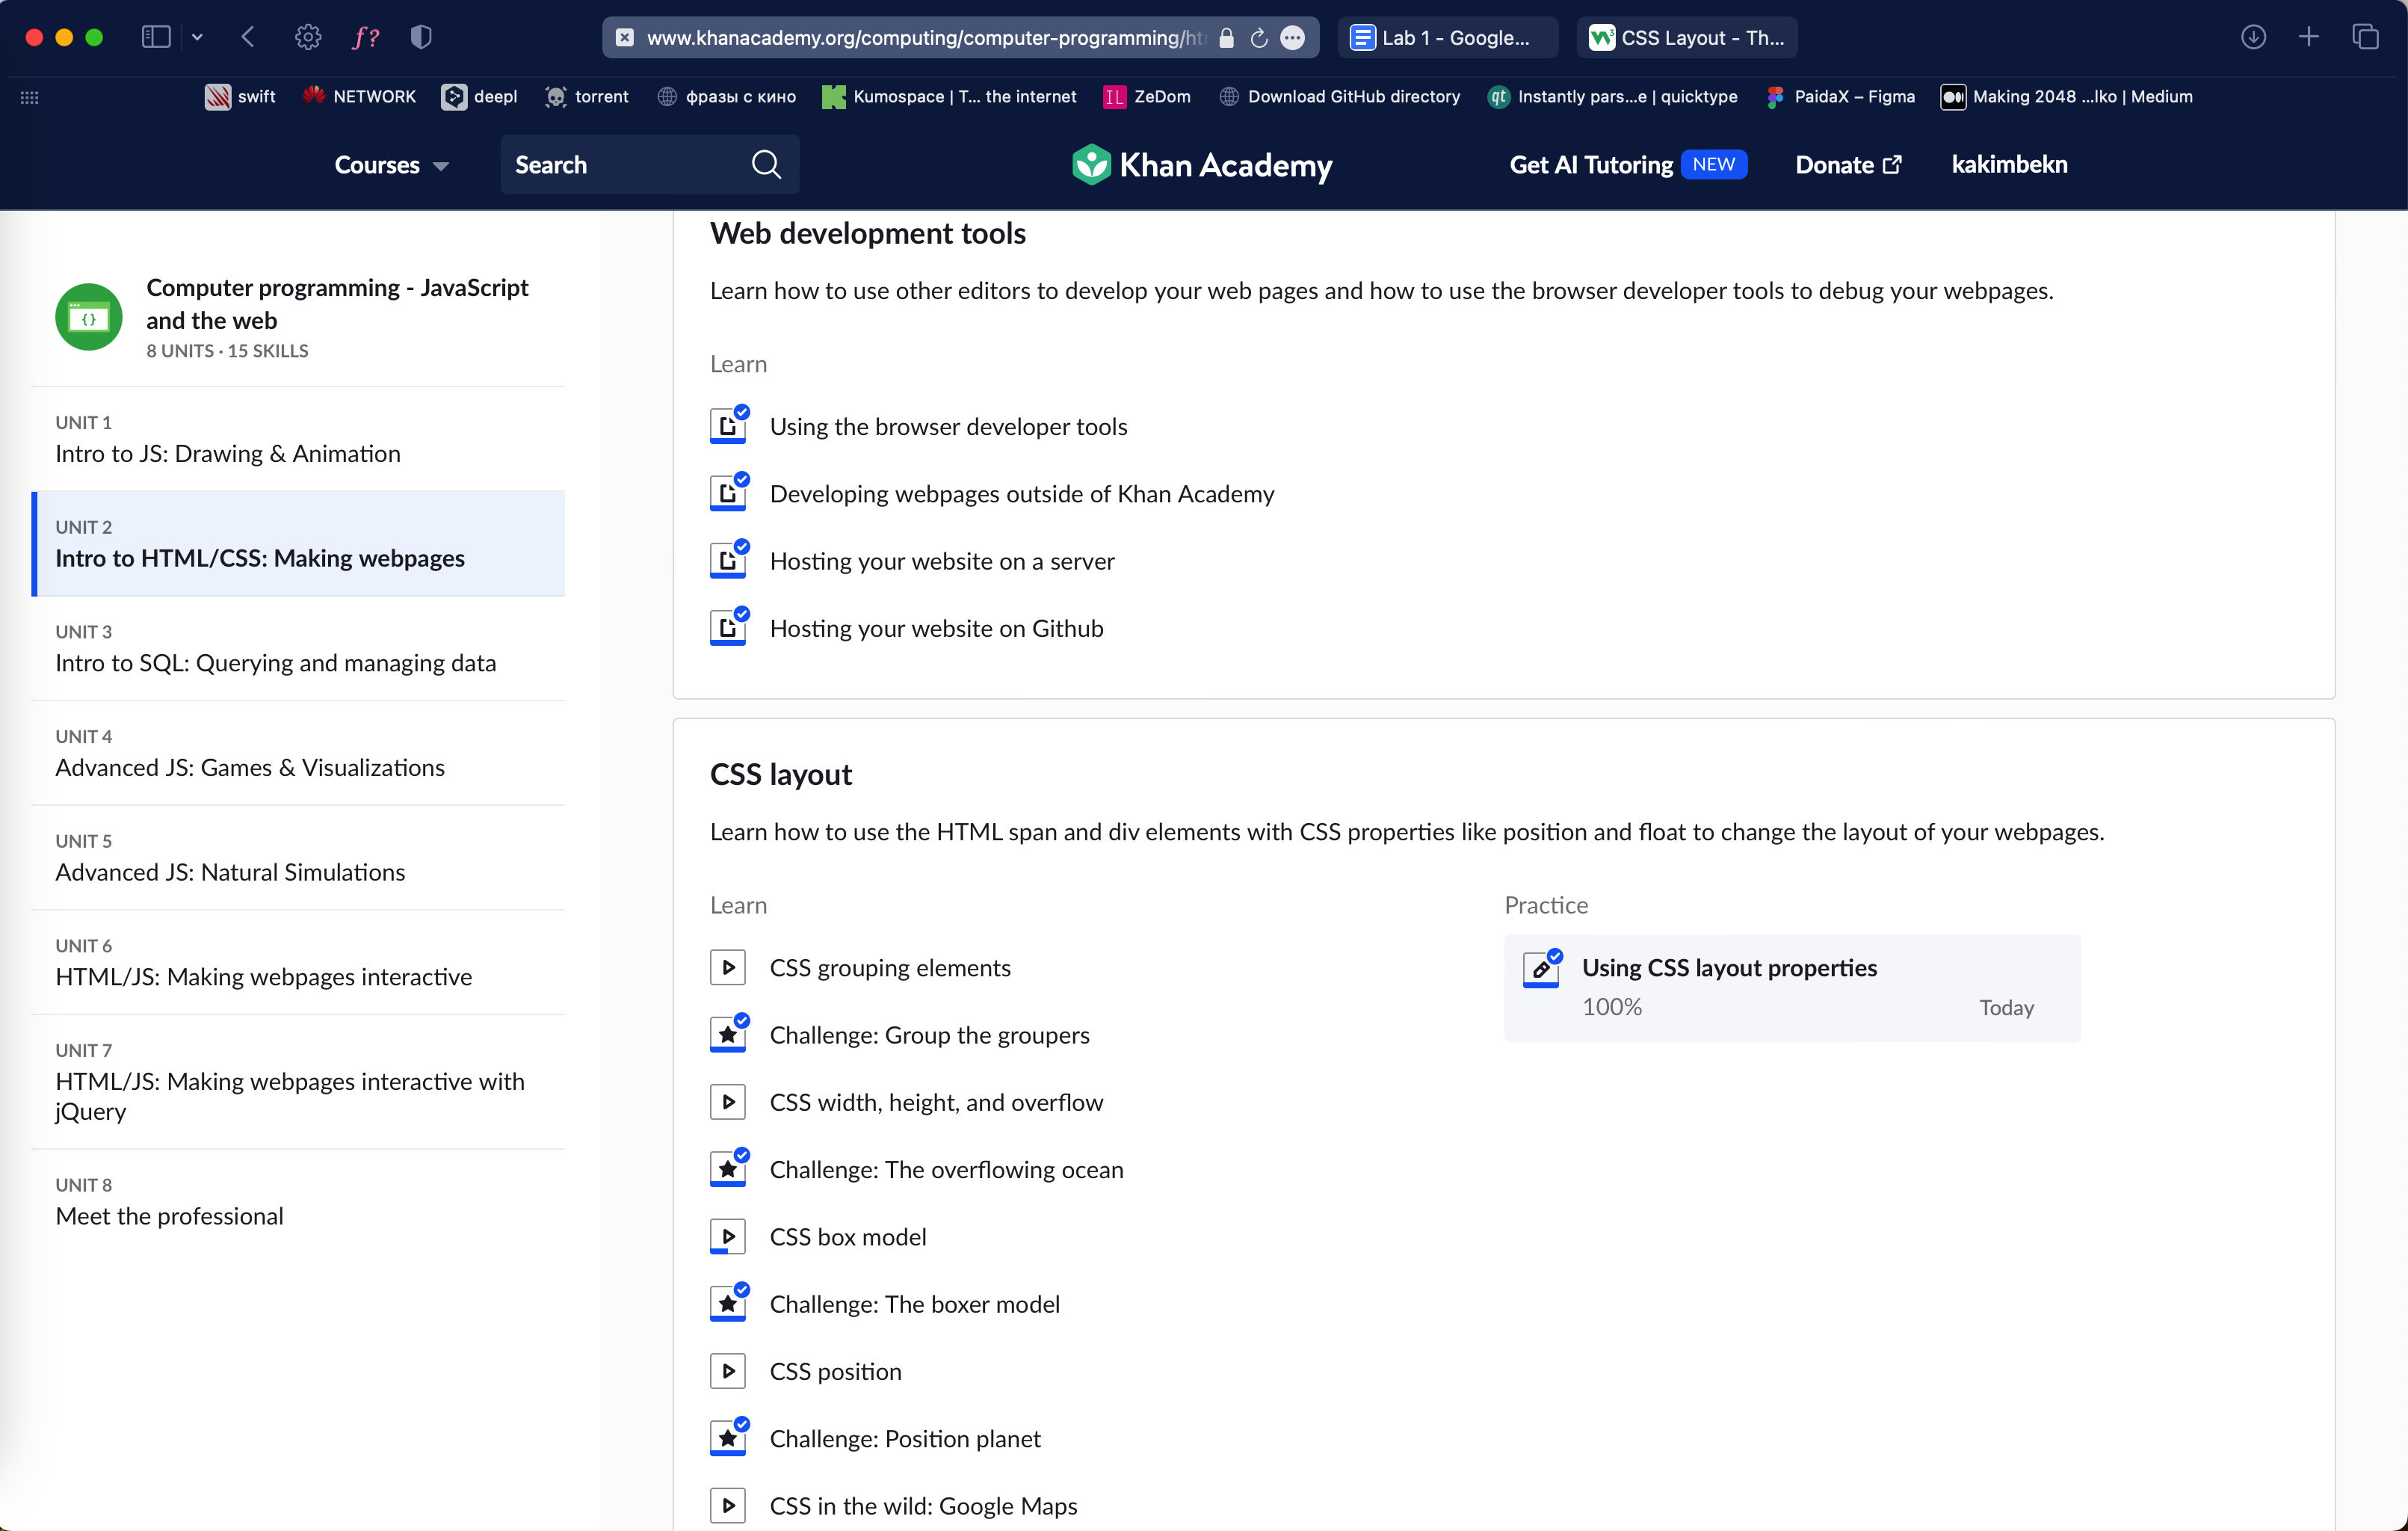 www.khanacademy.org/computing/computer-programming/ht
Lab 1 - Google...
CSS Layout - Th...
swift
NETWORK
deepl
torrent
фразы с кино
Kumospace | T... the internet
ZeDom
Download GitHub directory
Instantly pars...e | quicktype
PaidaX – Figma
Making 2048 ...lko | Medium
Courses
Search
Khan Academy
Get AI Tutoring NEW
Donate
kakimbekn
Computer programming - JavaScript
and the web
8 UNITS · 15 SKILLS
UNIT 1
Intro to JS: Drawing & Animation
UNIT 2
Intro to HTML/CSS: Making webpages
UNIT 3
Intro to SQL: Querying and managing data
UNIT 4
Advanced JS: Games & Visualizations
UNIT 5
Advanced JS: Natural Simulations
UNIT 6
HTML/JS: Making webpages interactive
UNIT 7
HTML/JS: Making webpages interactive with
jQuery
UNIT 8
Meet the professional
Web development tools
Learn how to use other editors to develop your web pages and how to use the browser developer tools to debug your webpages.
Learn
Using the browser developer tools
Developing webpages outside of Khan Academy
Hosting your website on a server
Hosting your website on Github
CSS layout
Learn how to use the HTML span and div elements with CSS properties like position and float to change the layout of your webpages.
Learn
CSS grouping elements
Challenge: Group the groupers
CSS width, height, and overflow
Challenge: The overflowing ocean
CSS box model
Challenge: The boxer model
CSS position
Challenge: Position planet
CSS in the wild: Google Maps
Practice
Using CSS layout properties
100%
Today